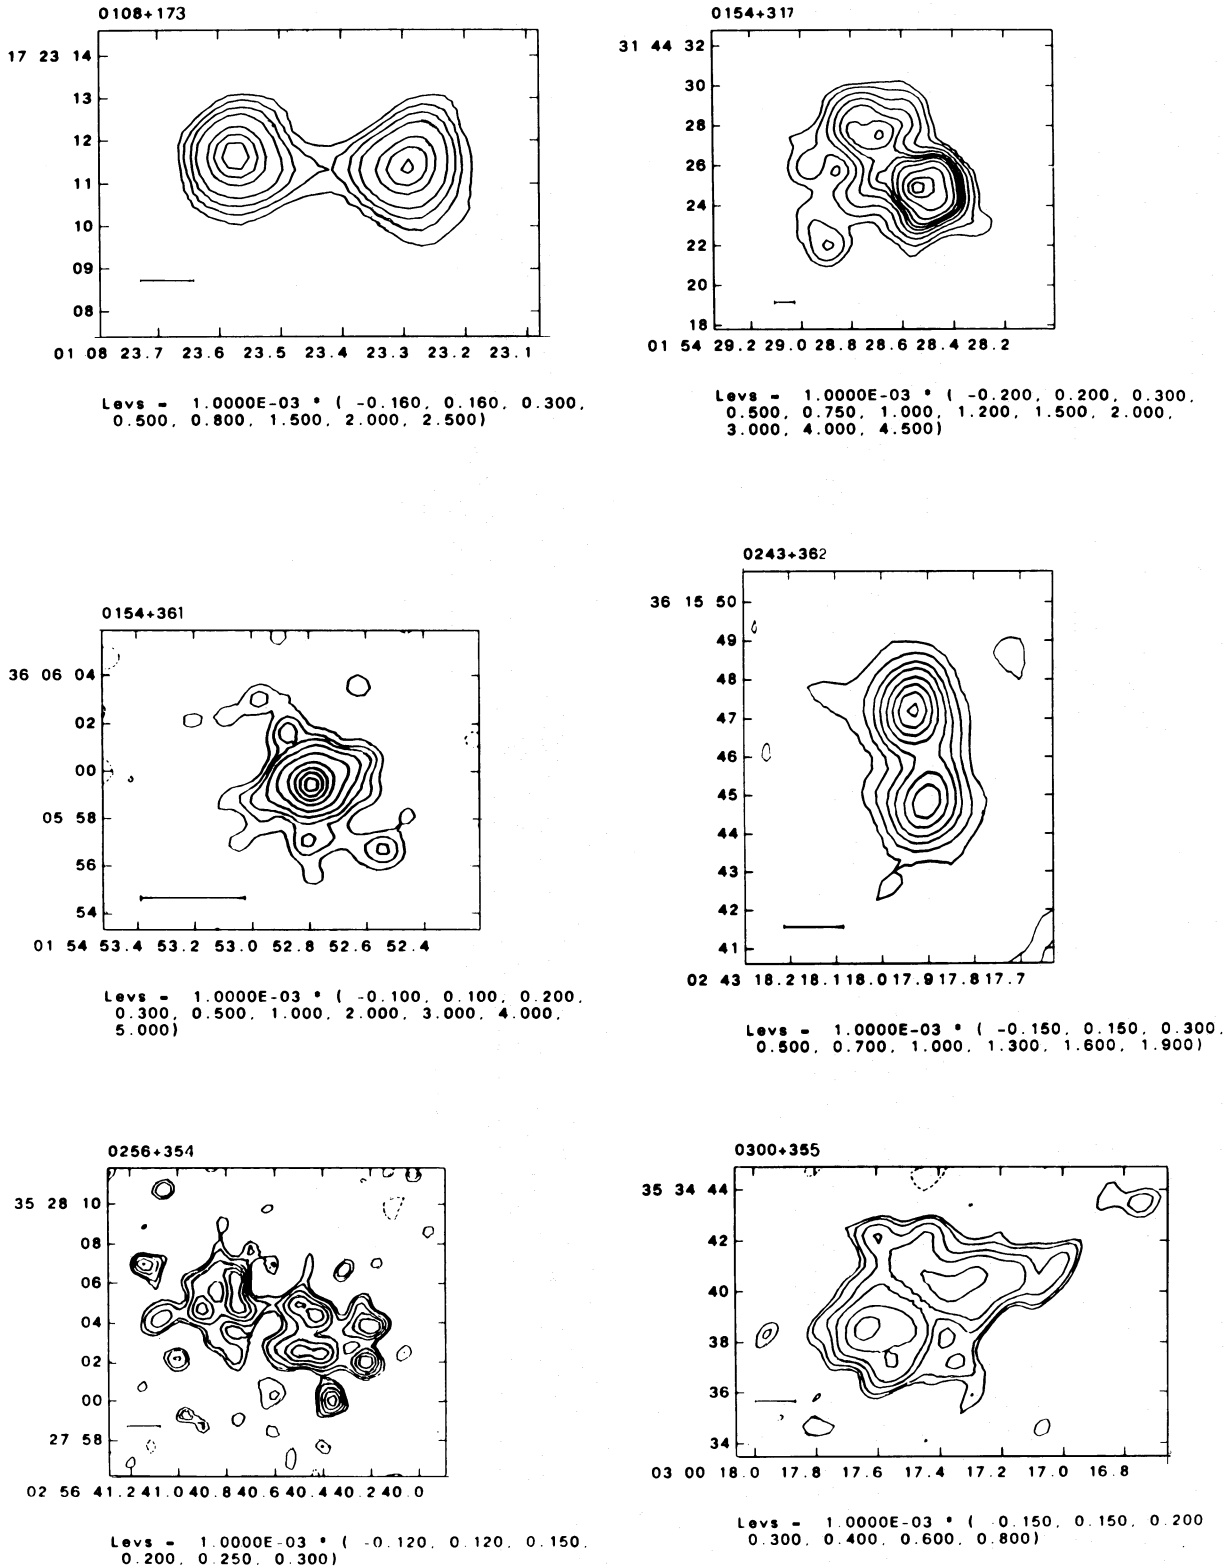 0108+173
17 23 14
13
12
11
10
09
08
01 08 23.7 23.6 23.5 23.4 23.3 23.2 23.1
Levs = 1.0000E-03 * ( -0.160, 0.160, 0.300,
0.500, 0.800, 1.500, 2.000, 2.500)
0154+317
31 44 32
30
28
26
24
22
20
18
01 54 29.2 29.0 28.8 28.6 28.4 28.2
Levs = 1.0000E-03 * ( -0.200, 0.200, 0.300,
0.500, 0.750, 1.000, 1.200, 1.500, 2.000,
3.000, 4.000, 4.500)
0154+361
36 06 04
02
00
05 58
56
54
01 54 53.4 53.2 53.0 52.8 52.6 52.4
Levs = 1.0000E-03 * ( -0.100, 0.100, 0.200,
0.300, 0.500, 1.000, 2.000, 3.000, 4.000,
5.000)
0243+362
36 15 50
49
48
47
46
45
44
43
42
41
02 43 18.2 18.1 18.0 17.9 17.8 17.7
Levs = 1.0000E-03 * ( -0.150, 0.150, 0.300,
0.500, 0.700, 1.000, 1.300, 1.600, 1.900)
0256+354
35 28 10
08
06
04
02
00
27 58
02 56 41.2 41.0 40.8 40.6 40.4 40.2 40.0
Levs = 1.0000E-03 * ( -0.120, 0.120, 0.150,
0.200, 0.250, 0.300)
0300+355
35 34 44
42
40
38
36
34
03 00 18.0 17.8 17.6 17.4 17.2 17.0 16.8
Levs = 1.0000E-03 * ( -0.150, 0.150, 0.200
0.300, 0.400, 0.600, 0.800)